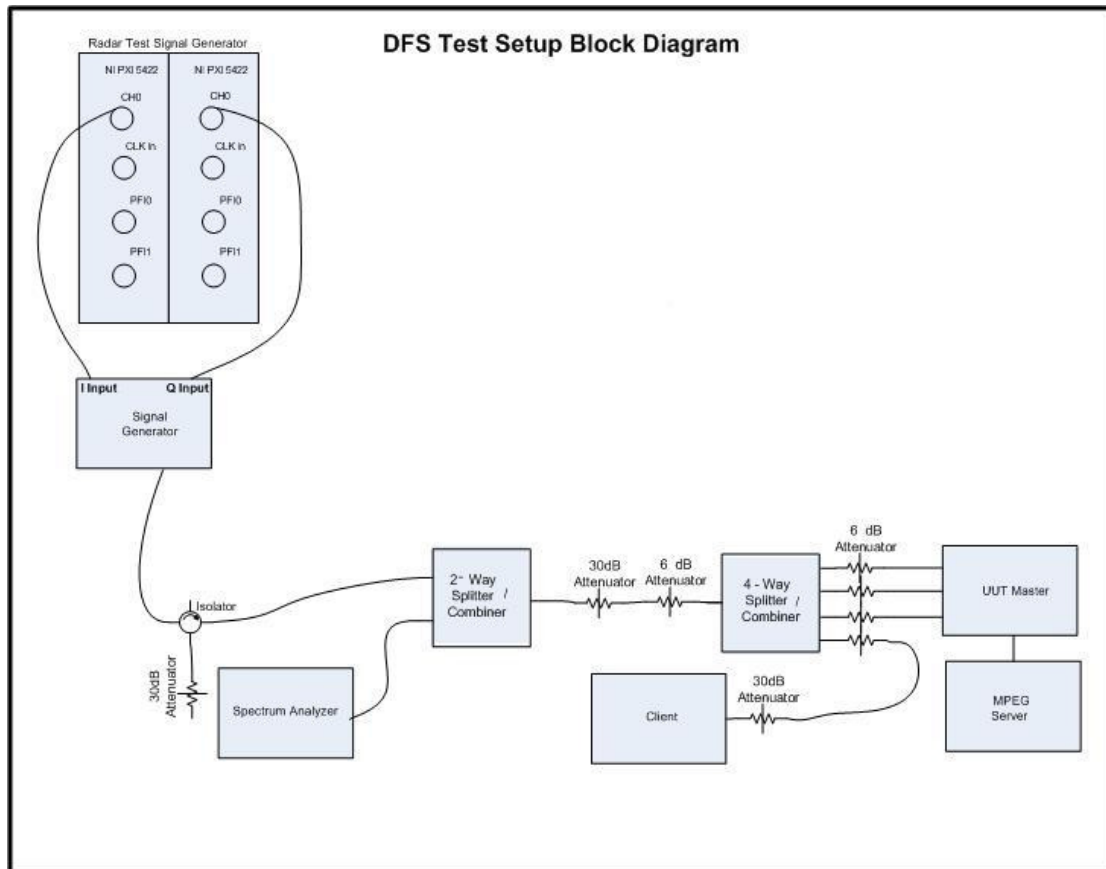 DFS Test Setup Block Diagram
Radar Test Signal Generator
NI PXI 5422
NI PXI 5422
CH0
CH0
CLK in
CLK in
PFI0
PFI0
PFI1
PFI1
I Input
Q Input
Signal
Generator
Isolator
30dB
Attenuator
Spectrum Analyzer
2- Way
Splitter /
Combiner
30dB
Attenuator
6 dB
Attenuator
4 - Way
Splitter /
Combiner
6 dB
Attenuator
UUT Master
MPEG
Server
30dB
Attenuator
Client